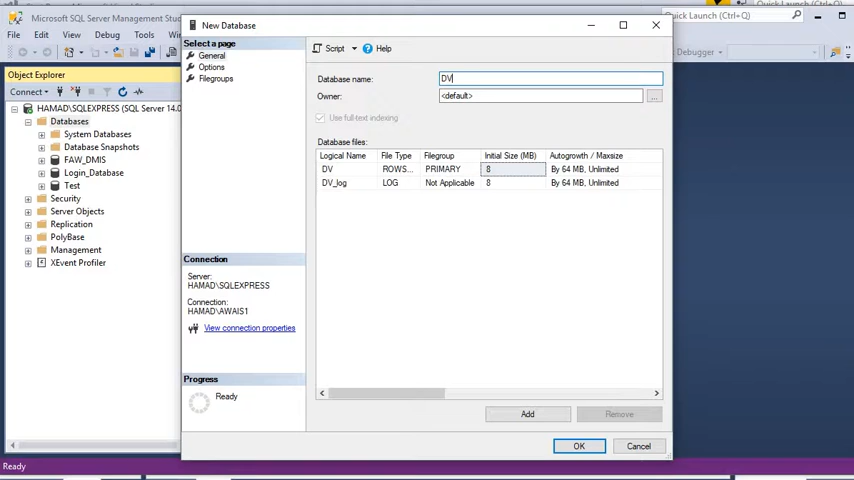 Microsoft SQL Server Management Stud
Quick Launch (Ctrl+Q)
File
Edit
View
Debug
Tools
Debugger
Object Explorer
Connect
HAMAD\SQLEXPRESS (SQL Server 14.0
Databases
System Databases
Database Snapshots
FAW_DMIS
Login_Database
Test
Security
Server Objects
Replication
PolyBase
Management
XEvent Profiler
Ready
New Database
Select a page
General
Options
Filegroups
Connection
Server:
HAMAD\SQLEXPRESS
Connection:
HAMAD\AWAIS1
View connection properties
Progress
Ready
Script
Help
Database name:
DV
Owner:
<default>
...
Use full-text indexing
Database files:
Logical Name File Type Filegroup Initial Size (MB) Autogrowth / Maxsize
DV ROWS... PRIMARY 8 By 64 MB, Unlimited
DV_log LOG Not Applicable 8 By 64 MB, Unlimited
Add
Remove
OK
Cancel